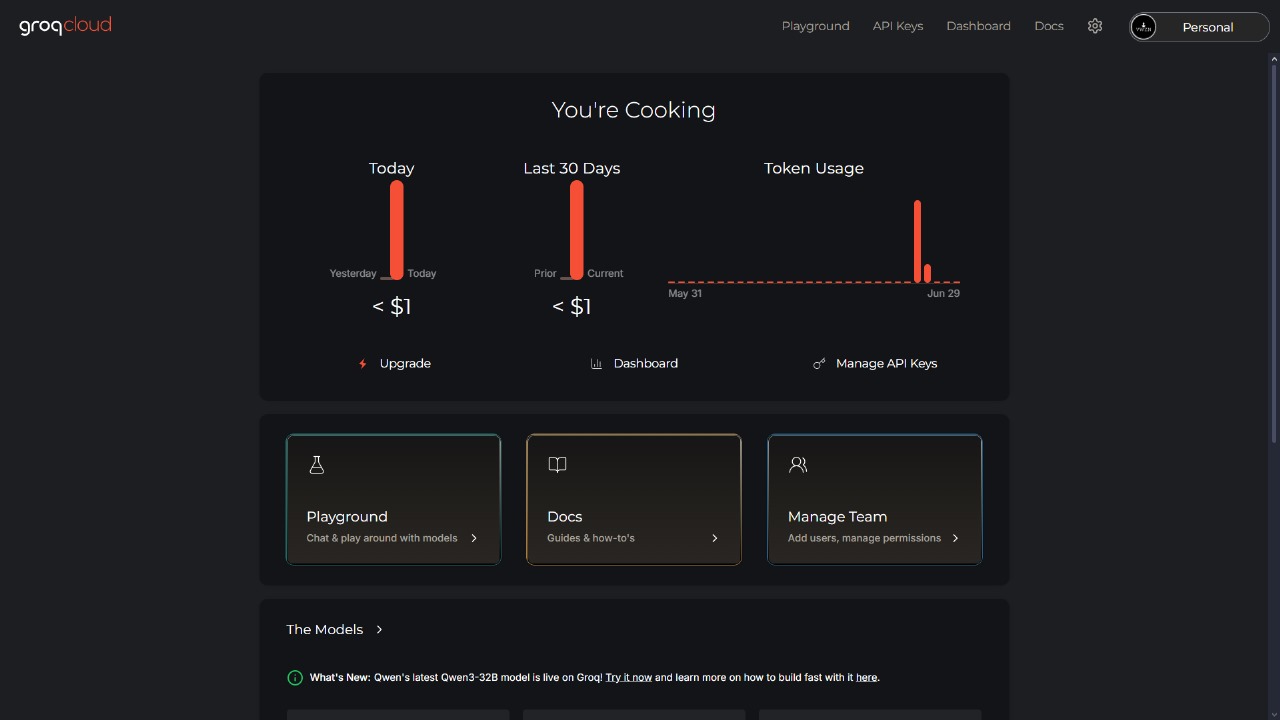 groqcloud
Playground API Keys Dashboard Docs Personal
You're Cooking
Today Last 30 Days Token Usage
Yesterday Today Prior Current
May 31 Jun 29
< $1 < $1
Upgrade Dashboard Manage API Keys
Playground Docs Manage Team
Chat & play around with models Guides & how-to's Add users, manage permissions
The Models
What's New: Qwen's latest Qwen3-32B model is live on Groq! Try it now and learn more on how to build fast with it here.